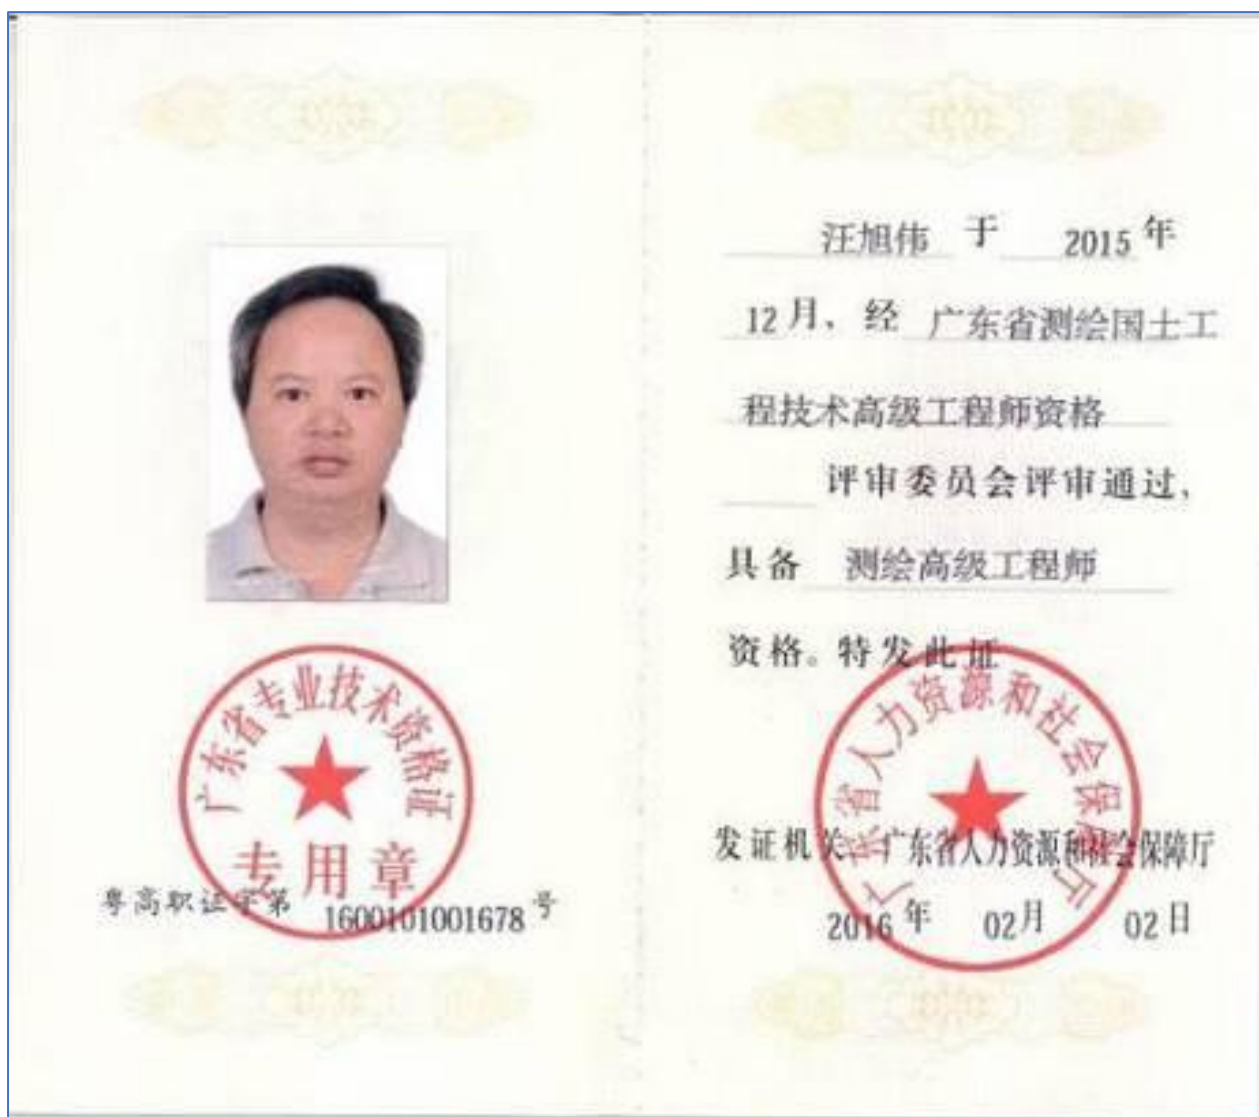 广东省专业技术资格证
专用章
粤高职证字第 1600101001678 号
汪旭伟 于 2015 年
12 月、经 广东省测绘国土工
程技术高级工程师资格
评审委员会评审通过、
具备 测绘高级工程师
资格。特发此证
广东省人力资源和社会保障厅
发证机关 广东省人力资源和社会保障厅
2016 年 02 月 02 日